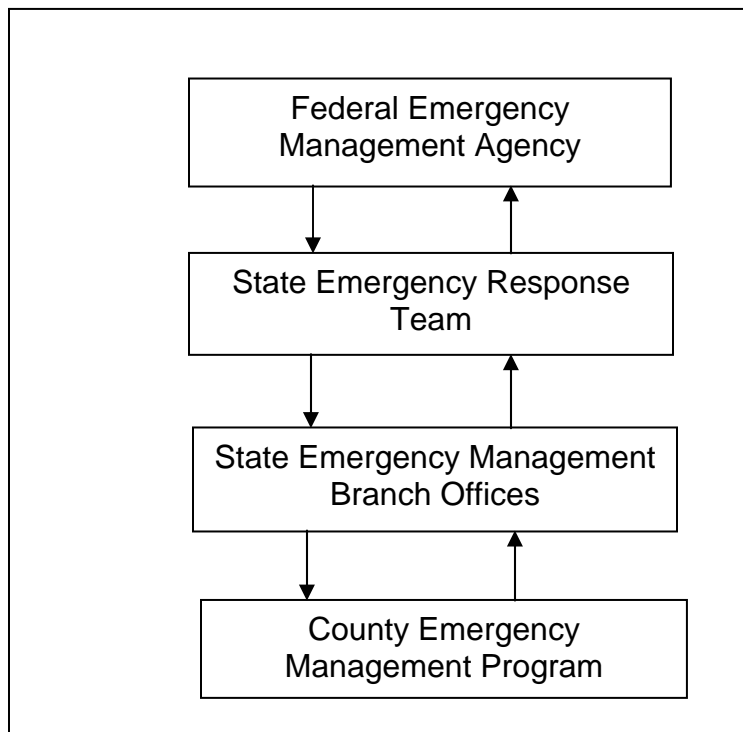 Federal Emergency
Management Agency
State Emergency Response
Team
State Emergency Management
Branch Offices
County Emergency
Management Program